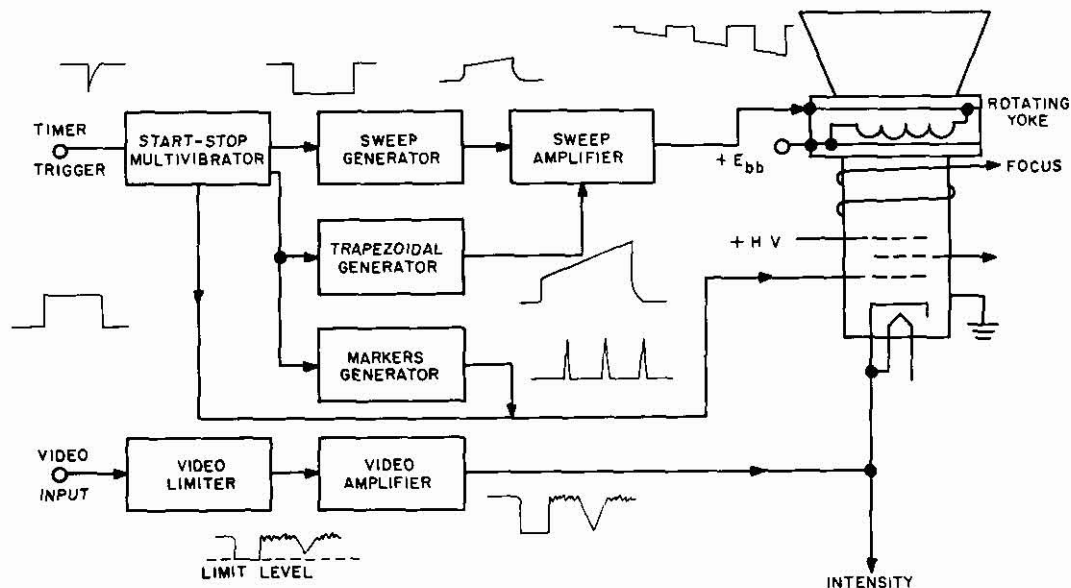 TIMER
TRIGGER
START-STOP
MULTIVIBRATOR
SWEEP
GENERATOR
SWEEP
AMPLIFIER
+ Ebb
ROTATING
YOKE
FOCUS
TRAPEZOIDAL
GENERATOR
+ H V
MARKERS
GENERATOR
VIDEO
INPUT
VIDEO
LIMITER
VIDEO
AMPLIFIER
LIMIT LEVEL
INTENSITY